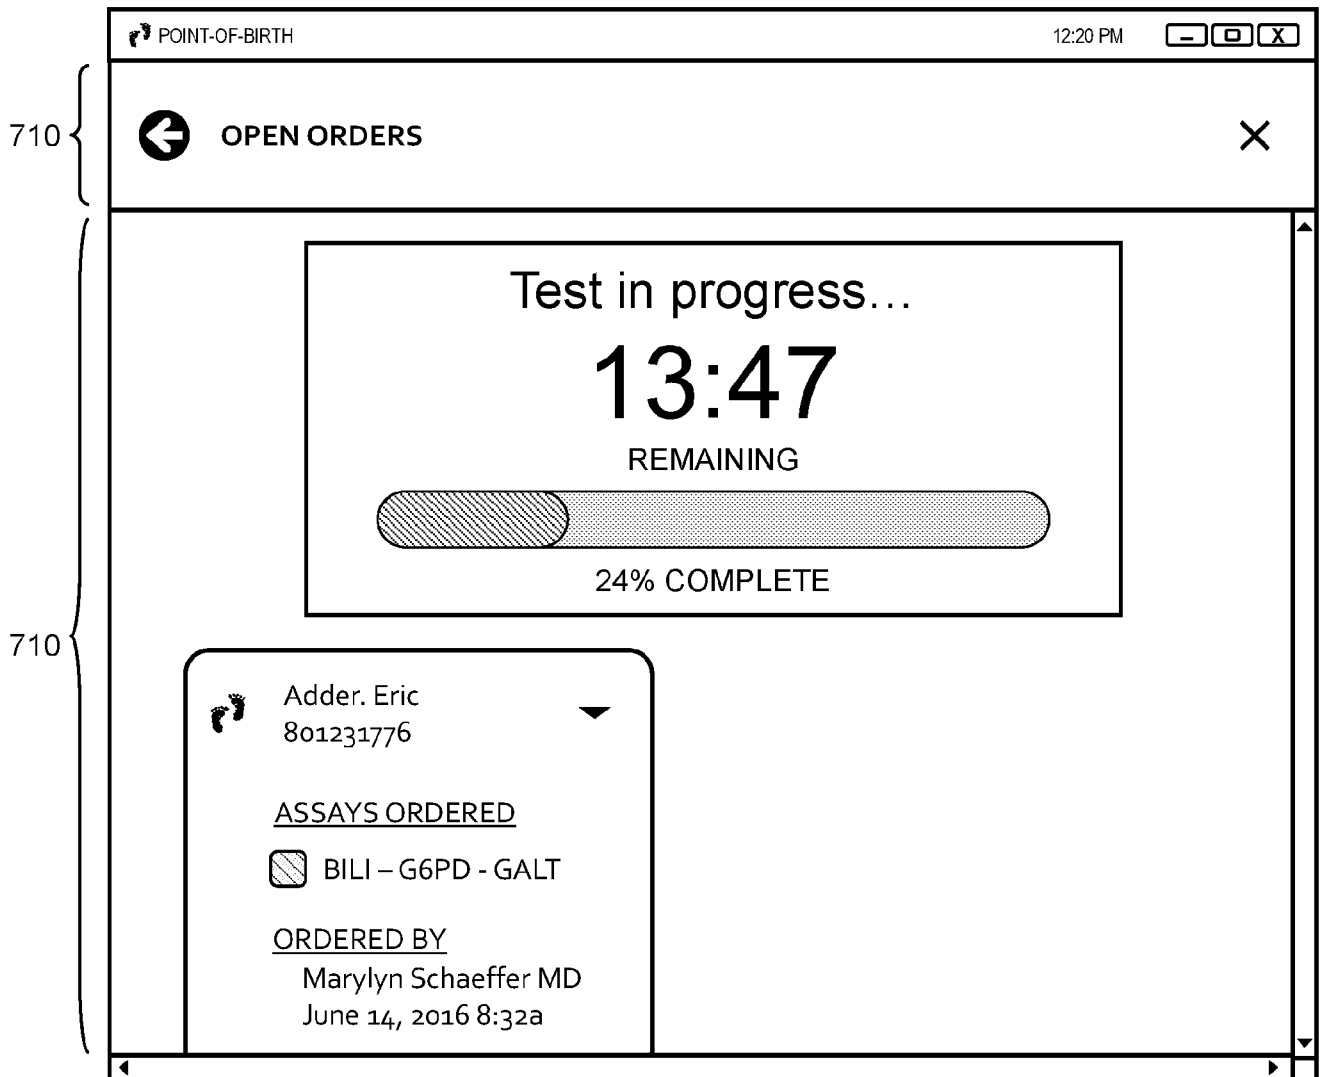 POINT-OF-BIRTH 12:20 PM X
710 OPEN ORDERS
Test in progress...
13:47
REMAINING
24% COMPLETE
710
Adder. Eric
801231776
ASSAYS ORDERED
BILI – G6PD - GALT
ORDERED BY
Marylyn Schaeffer MD
June 14, 2016 8:32a